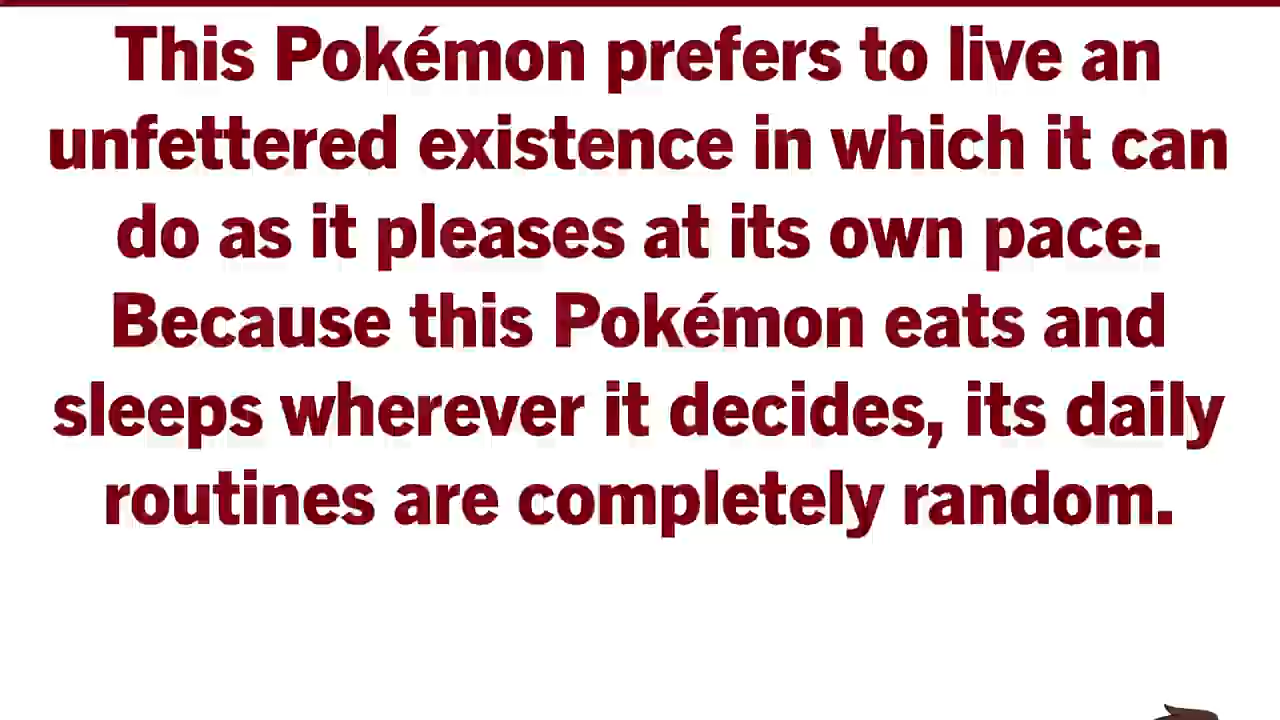 This Pokémon prefers to live an
unfettered existence in which it can
do as it pleases at its own pace.
Because this Pokémon eats and
sleeps wherever it decides, its daily
routines are completely random.